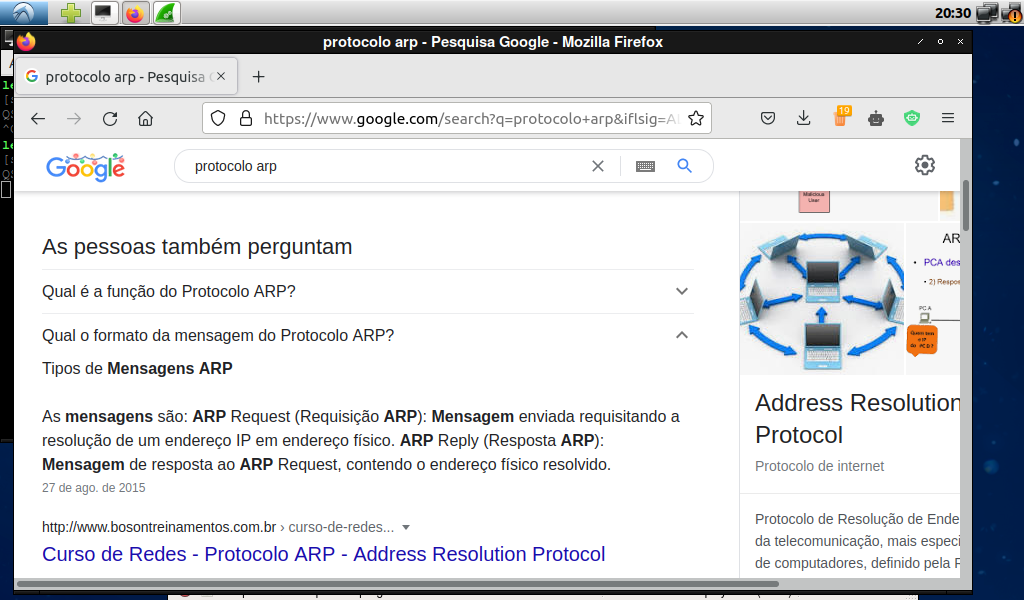 20:30
protocolo arp - Pesquisa Google - Mozilla Firefox
protocolo arp - Pesquisa
https://www.google.com/search?q=protocolo+arp&iflsig=A
19
Google
protocolo arp
Malicious
User
As pessoas também perguntam
Qual é a função do Protocolo ARP?
Qual o formato da mensagem do Protocolo ARP?
Tipos de Mensagens ARP
As mensagens são: ARP Request (Requisição ARP): Mensagem enviada requisitando a
resolução de um endereço IP em endereço físico. ARP Reply (Resposta ARP):
Mensagem de resposta ao ARP Request, contendo o endereço físico resolvido.
27 de ago. de 2015
http://www.bosontreinamentos.com.br › curso-de-redes...
Curso de Redes - Protocolo ARP - Address Resolution Protocol
AR
• PCA des
• 2) Respon
PC A
Address Resolution
Protocol
Protocolo de internet
Protocolo de Resolução de Ende
da telecomunicação, mais especi
de computadores, definido pela